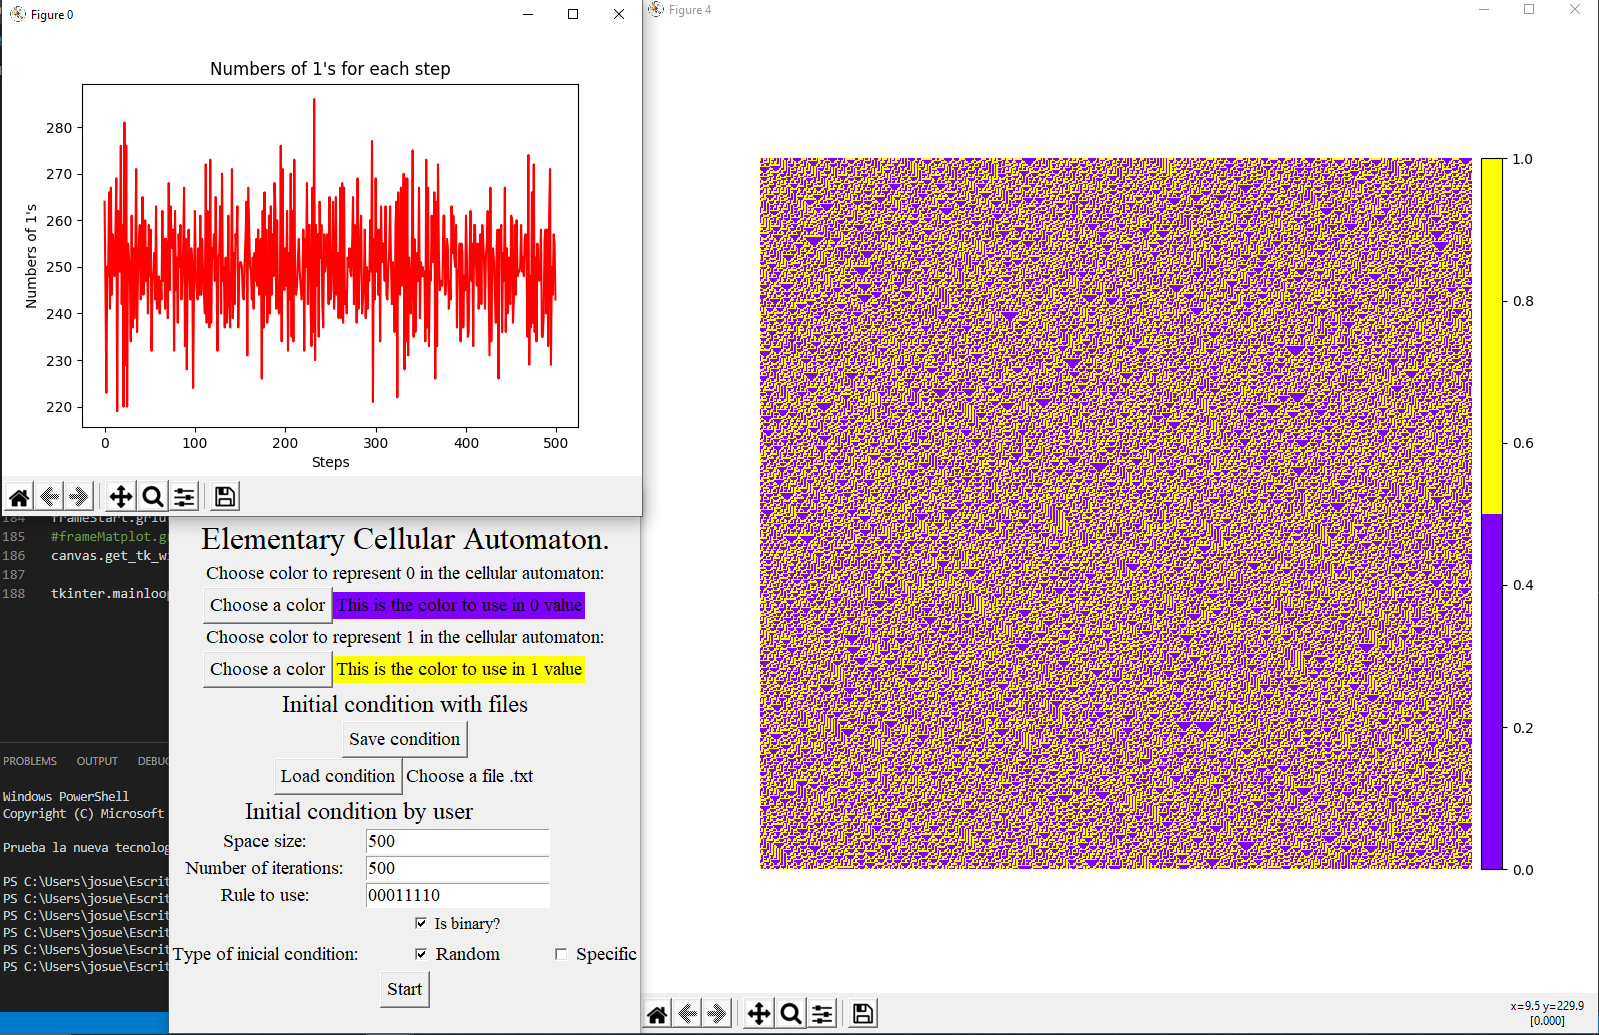 Figure 0
Numbers of 1's for each step
280
270
260
250
240
230
220
Numbers of 1's
0 100 200 300 400 500
Steps
Figure 4
1.0
0.8
0.6
0.4
0.2
0.0
x=9.5 y=229.9
[0.000]
184 frameStart.grid
185 #frameMatplot.gr
186 canvas.get_tk_wi
187
188 tkinter.mainloop
PROBLEMS OUTPUT DEBUG
Windows PowerShell
Copyright (C) Microsoft
Prueba la nueva tecnolog
PS C:\Users\josue\Escrit
PS C:\Users\josue\Escrit
PS C:\Users\josue\Escrit
PS C:\Users\josue\Escrit
PS C:\Users\josue\Escrit
PS C:\Users\josue\Escrit
Elementary Cellular Automaton.
Choose color to represent 0 in the cellular automaton:
Choose a color This is the color to use in 0 value
Choose color to represent 1 in the cellular automaton:
Choose a color This is the color to use in 1 value
Initial condition with files
Save condition
Load condition Choose a file .txt
Initial condition by user
Space size: 500
Number of iterations: 500
Rule to use: 00011110
Is binary?
Type of inicial condition: Random Specific
Start